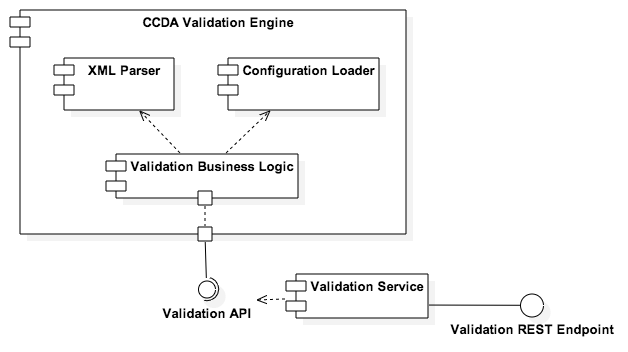 CCDA Validation Engine
XML Parser
Configuration Loader
Validation Business Logic
Validation Service
Validation API
Validation REST Endpoint